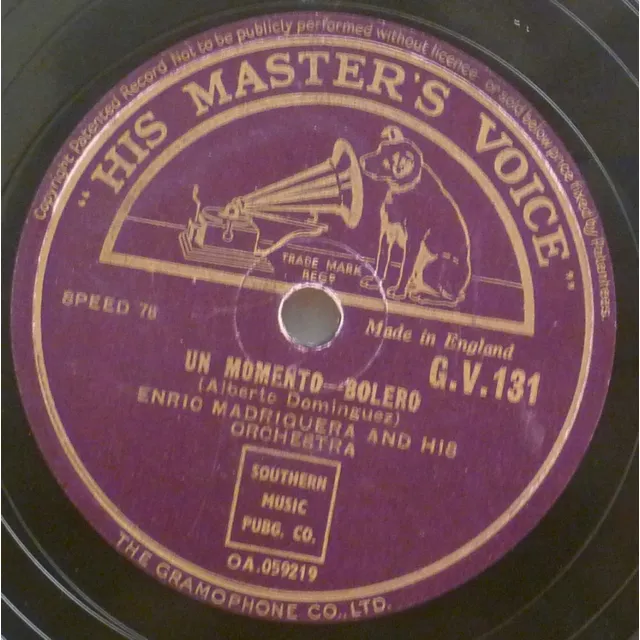 Copyright Patented Record Not to be publicly performed without licence or sold below price fixed by Patentees.
"HIS MASTER'S VOICE"
TRADE MARK
REGD
SPEED 78
Made in England
G.V.131
UN MOMENTO—BOLERO
(Alberte Dominguez)
ENRIC MADRIGUERA AND HIS
ORCHESTRA
SOUTHERN
MUSIC
PUBG. CO.
OA.059219
THE GRAMOPHONE CO., LTD.